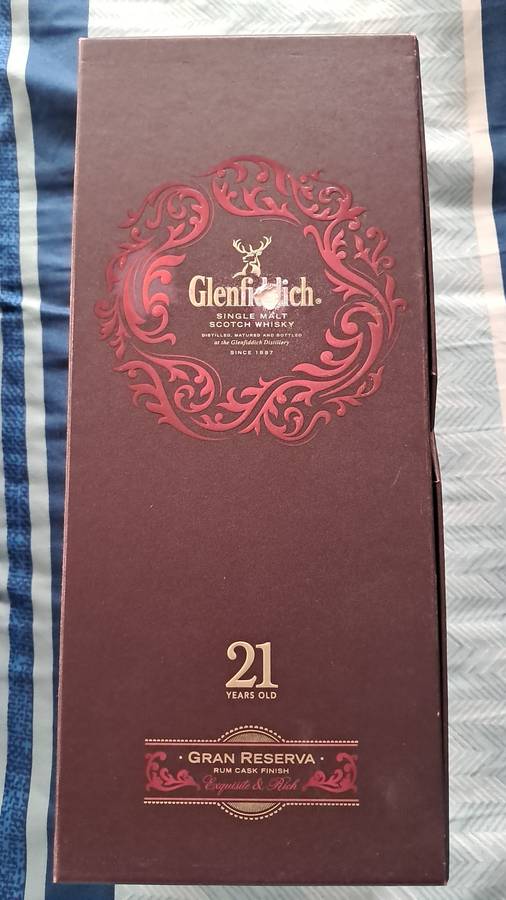 Glenfiddich®
SINGLE MALT
SCOTCH WHISKY
DISTILLED, MATURED AND BOTTLED
at the Glenfiddich Distillery
SINCE 1887
21
YEARS OLD
· GRAN RESERVA ·
RUM CASK FINISH
Exquisite & Rich